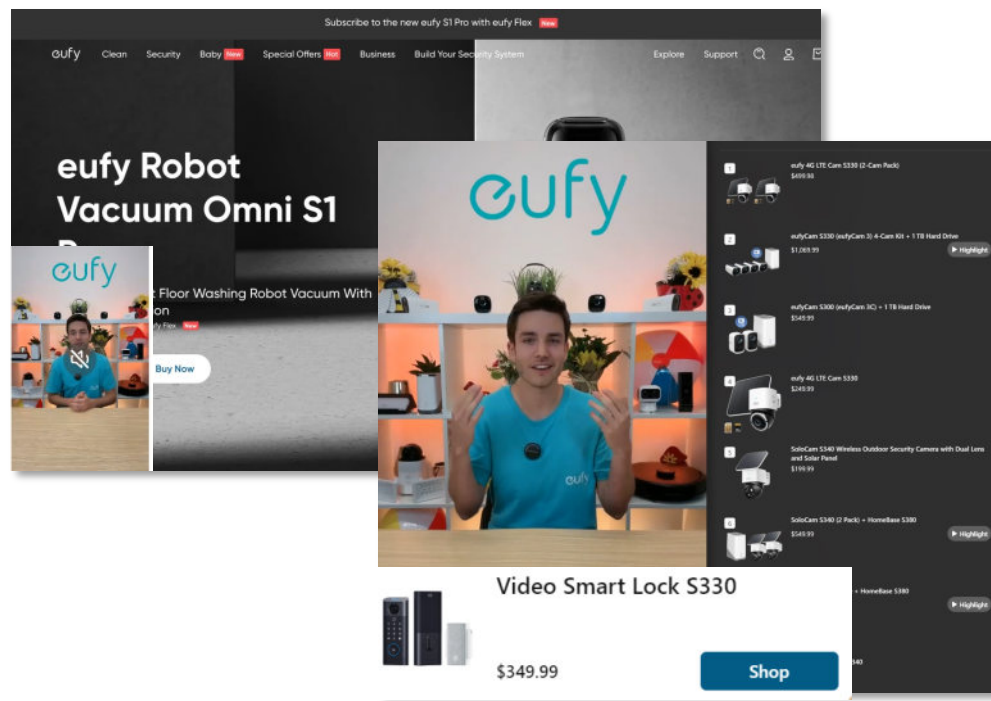 Subscribe to the new eufy S1 Pro with eufy Flex New
eufy Clean Security Baby New Special Offers Hot Business Build Your Security System Explore Support
eufy Robot
Vacuum Omni S1
Floor Washing Robot Vacuum With
Flex New
Buy Now
eufy
eufy
eufy
1
eufy 4G LTE Cam S330 (2-Cam Pack)
$499.98
2
eufyCam S330 (eufyCam 3) 4-Cam Kit + 1 TB Hard Drive
$1,069.99
Highlight
3
eufyCam S300 (eufyCam 3C) + 1 TB Hard Drive
$549.99
4
eufy 4G LTE Cam S330
$249.99
5
SoloCam S340 Wireless Outdoor Security Camera with Dual Lens
and Solar Panel
$199.99
6
SoloCam S340 (2 Pack) + HomeBase S380
$549.99
Highlight
+ HomeBase S380
Highlight
Video Smart Lock S330
$349.99
Shop